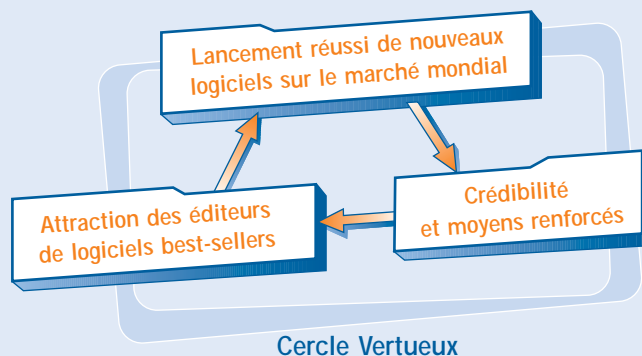 Lancement réussi de nouveaux
logiciels sur le marché mondial
Crédibilité
et moyens renforcés
Attraction des éditeurs
de logiciels best-sellers
Cercle Vertueux